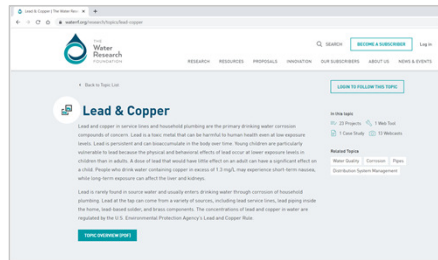 Lead & Copper | The Water Res
waterrf.org/research/topics/lead-copper
THE
Water
Research
FOUNDATION
SEARCH
BECOME A SUBSCRIBER
Log in
RESEARCH RESOURCES PROPOSALS INNOVATION OUR SUBSCRIBERS ABOUT US NEWS & EVENTS
Back to Topic List
LOGIN TO FOLLOW THIS TOPIC
Lead & Copper
Lead and copper in service lines and household plumbing are the primary drinking water corrosion
compounds of concern. Lead is a toxic metal that can be harmful to human health even at low exposure
levels. Lead is persistent and can bioaccumulate in the body over time. Young children are particularly
vulnerable to lead because the physical and behavioral effects of lead occur at lower exposure levels in
children than in adults. A dose of lead that would have little effect on an adult can have a significant effect on
a child. People who drink water containing copper in excess of 1.3 mg/L may experience short-term nausea,
while long-term exposure can affect the liver and kidneys.
Lead is rarely found in source water and usually enters drinking water through corrosion of household
plumbing. Lead at the tap can come from a variety of sources, including lead service lines, lead piping inside
the home, lead-based solder, and brass components. The concentrations of lead and copper in water are
regulated by the U.S. Environmental Protection Agency's Lead and Copper Rule.
TOPIC OVERVIEW (PDF)
In this topic
Projects 1 Web Tool
1 Case Study 12 Webcasts
Related Topics
Water Quality Corrosion Pipes
Distribution System Management